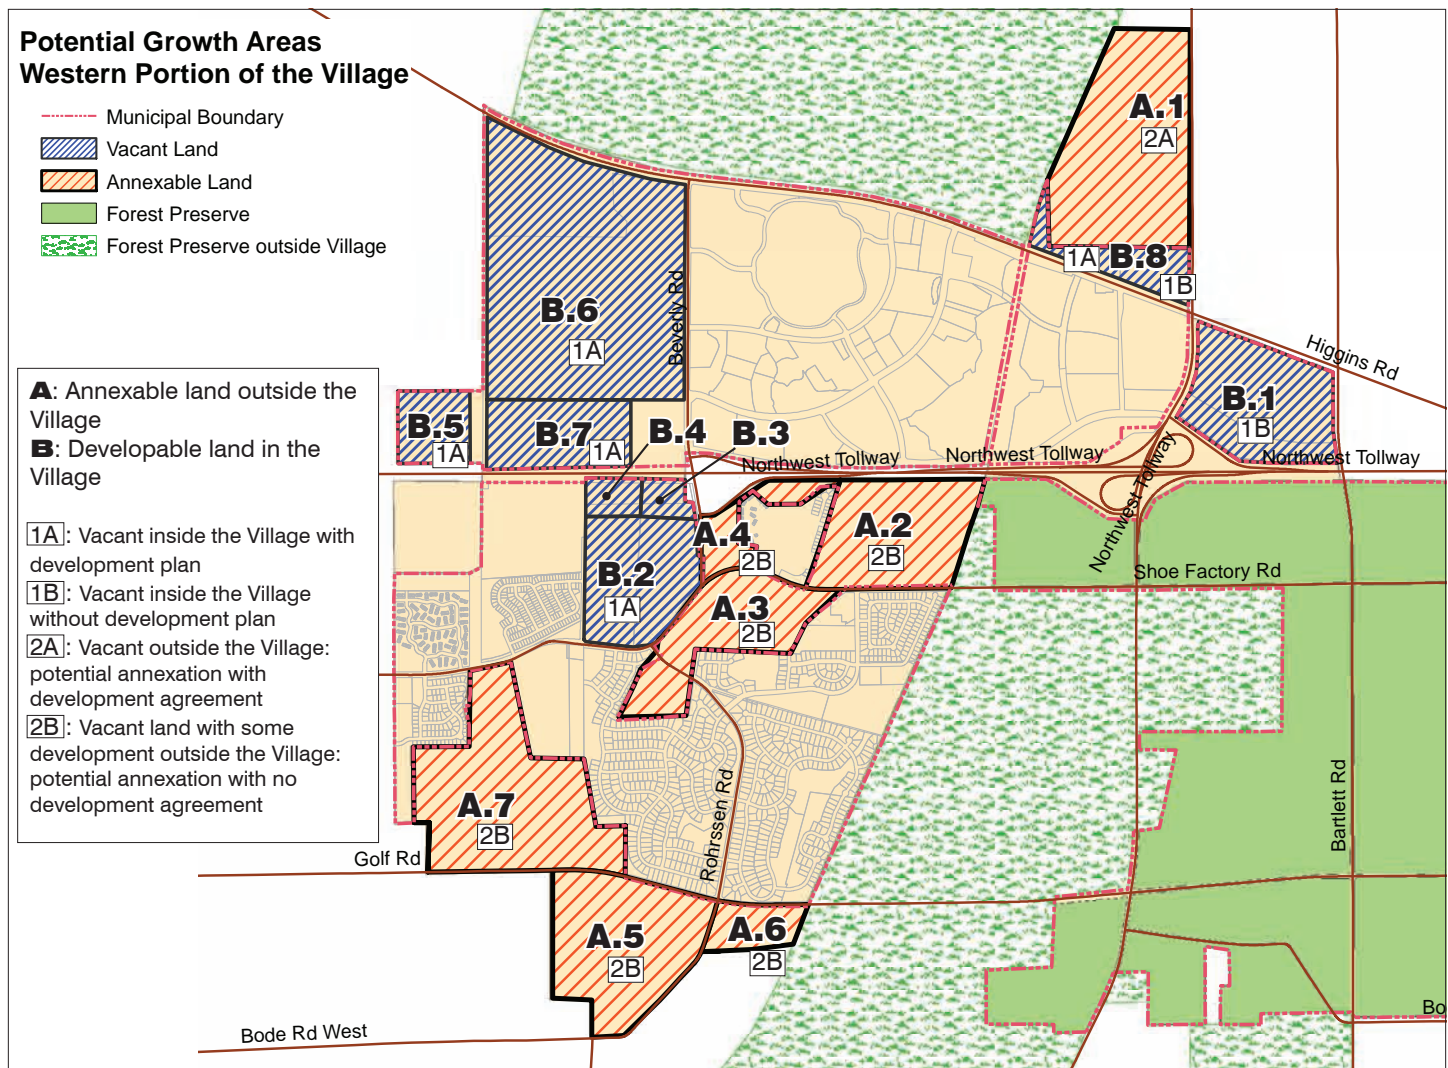 Potential Growth Areas
Western Portion of the Village
Municipal Boundary
Vacant Land
Annexable Land
Forest Preserve
Forest Preserve outside Village
A: Annexable land outside the
Village
B: Developable land in the
Village
1A: Vacant inside the Village with
development plan
1B: Vacant inside the Village
without development plan
2A: Vacant outside the Village:
potential annexation with
development agreement
2B: Vacant land with some
development outside the Village:
potential annexation with no
development agreement
A.1
2A
1A
B.8
1B
B.6
1A
Beverly Rd
Higgins Rd
B.1
1B
B.5
1A
B.7
1A
B.4
B.3
Northwest Tollway
Northwest Tollway
Northwest Tollway
Northwest Tollway
A.4
2B
A.2
2B
B.2
1A
Shoe Factory Rd
A.3
2B
A.7
2B
Rohrssen Rd
Bartlett Rd
Golf Rd
A.5
2B
A.6
2B
Bode Rd West
Bo